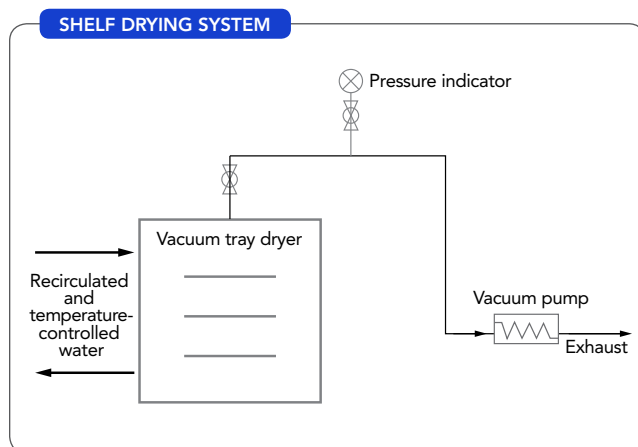 SHELF DRYING SYSTEM
Pressure indicator
Vacuum tray dryer
Recirculated
and
temperature-
controlled
water
Vacuum pump
Exhaust